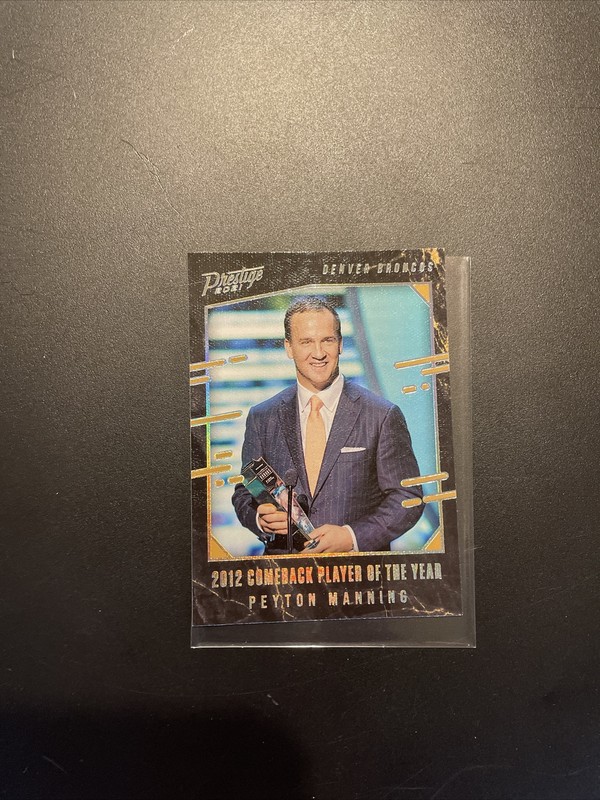 Prestige
2021
DENVER BRONCOS
2012 COMEBACK PLAYER OF THE YEAR
PEYTON MANNING